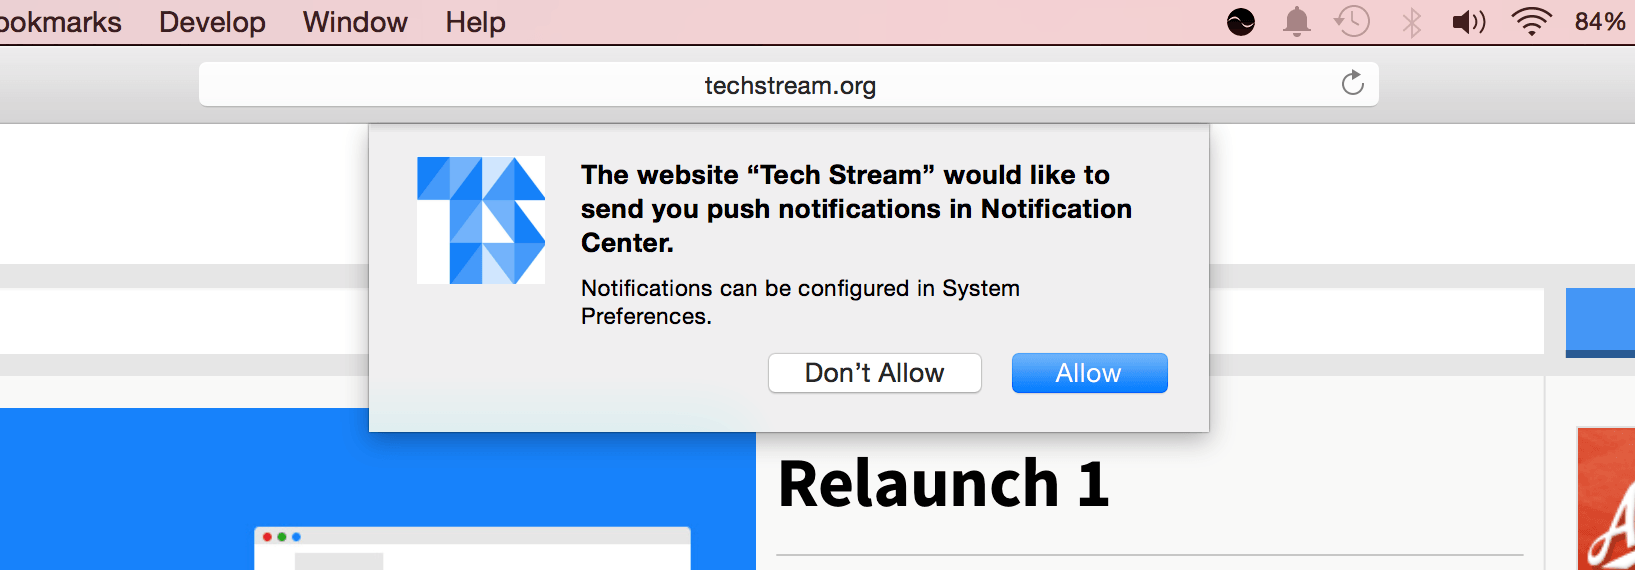 ookmarks Develop Window Help 84%
techstream.org
The website “Tech Stream” would like to
send you push notifications in Notification
Center.
Notifications can be configured in System
Preferences.
Don’t Allow Allow
Relaunch 1